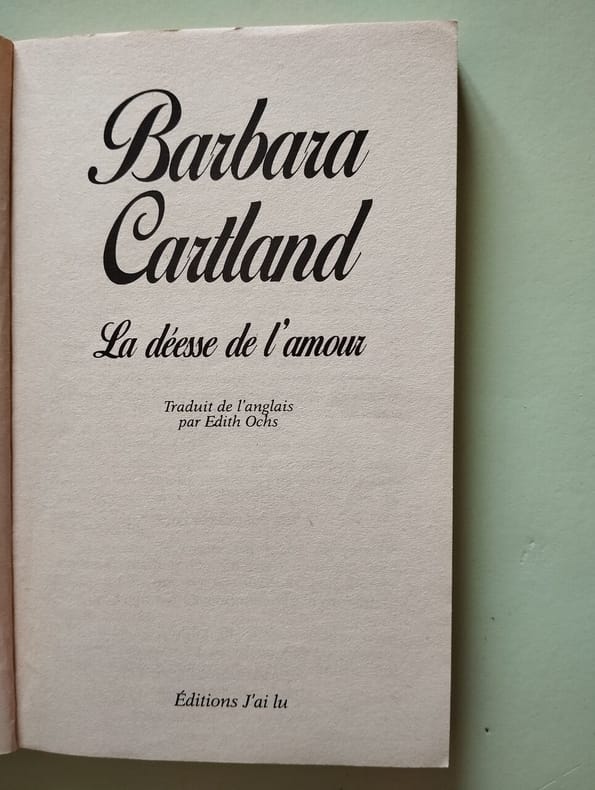 Barbara
Cartland
La déesse de l'amour
Traduit de l'anglais
par Edith Ochs
Éditions J'ai lu